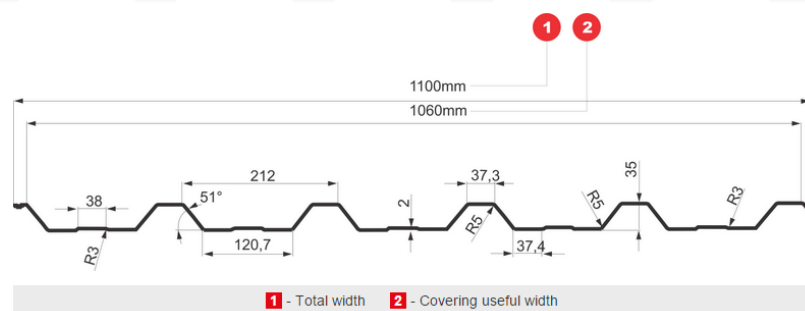 1 2
1100mm
1060mm
212
37,3
35
38
51°
2
R5
R3
R5
R3
120,7
37,4
1 - Total width 2 - Covering useful width